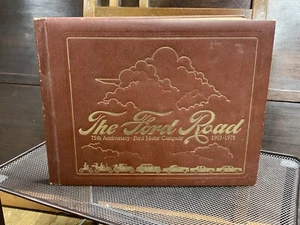 The Ford Road
75th Anniversary-Ford Motor Company 1903-1978